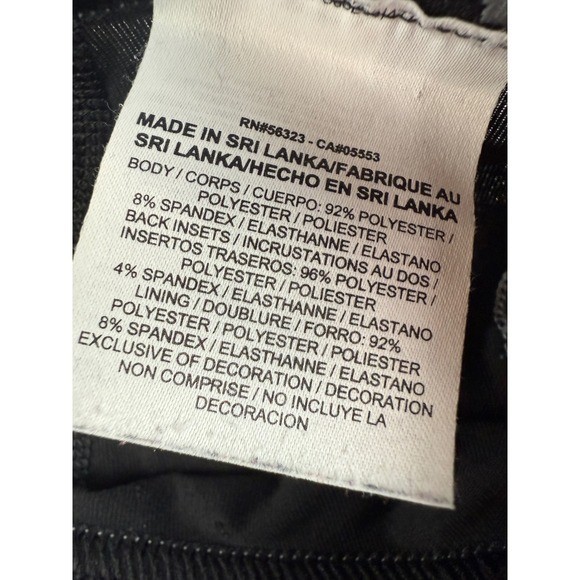 RN#56323 - CA#05553
MADE IN SRI LANKA/FABRIQUE AU
SRI LANKA/HECHO EN SRI LANKA
BODY / CORPS / CUERPO: 92% POLYESTER /
POLYESTER / POLIESTER
8% SPANDEX / ELASTHANNE / ELASTANO
BACK INSETS / INCRUSTATIONS AU DOS /
INSERTOS TRASEROS: 96% POLYESTER /
POLYESTER / POLIESTER
4% SPANDEX / ELASTHANNE / ELASTANO
LINING / DOUBLURE / FORRO: 92%
POLYESTER / POLYESTER / POLIESTER
8% SPANDEX / ELASTHANNE / ELASTANO
EXCLUSIVE OF DECORATION / DECORATION
NON COMPRISE / NO INCLUYE LA
DECORACION